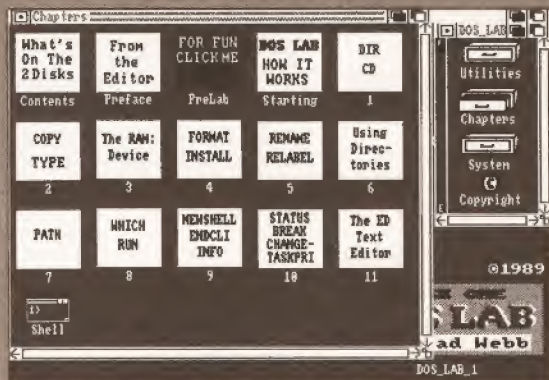 Chapters
What's
On The
2Disks
Contents
From
the
Editor
Preface
FOR FUN
CLICK ME
PreLab
DOS LAB
HOW IT
WORKS
Starting
DIR
CD
1
COPY
TYPE
2
The RAM:
Device
3
FORMAT
INSTALL
4
RENAME
RELABEL
5
Using
Direc-
tories
6
PATH
7
WHICH
RUN
8
NEWSHELL
ENDCLI
INFO
9
STATUS
BREAK
CHANGE-
TASKPRI
10
The ED
Text
Editor
11
1>
Shell
DOS_LAB
Utilities
Chapters
System
Copyright
©1989
S LAB
ad Webb
DOS_LAB_1